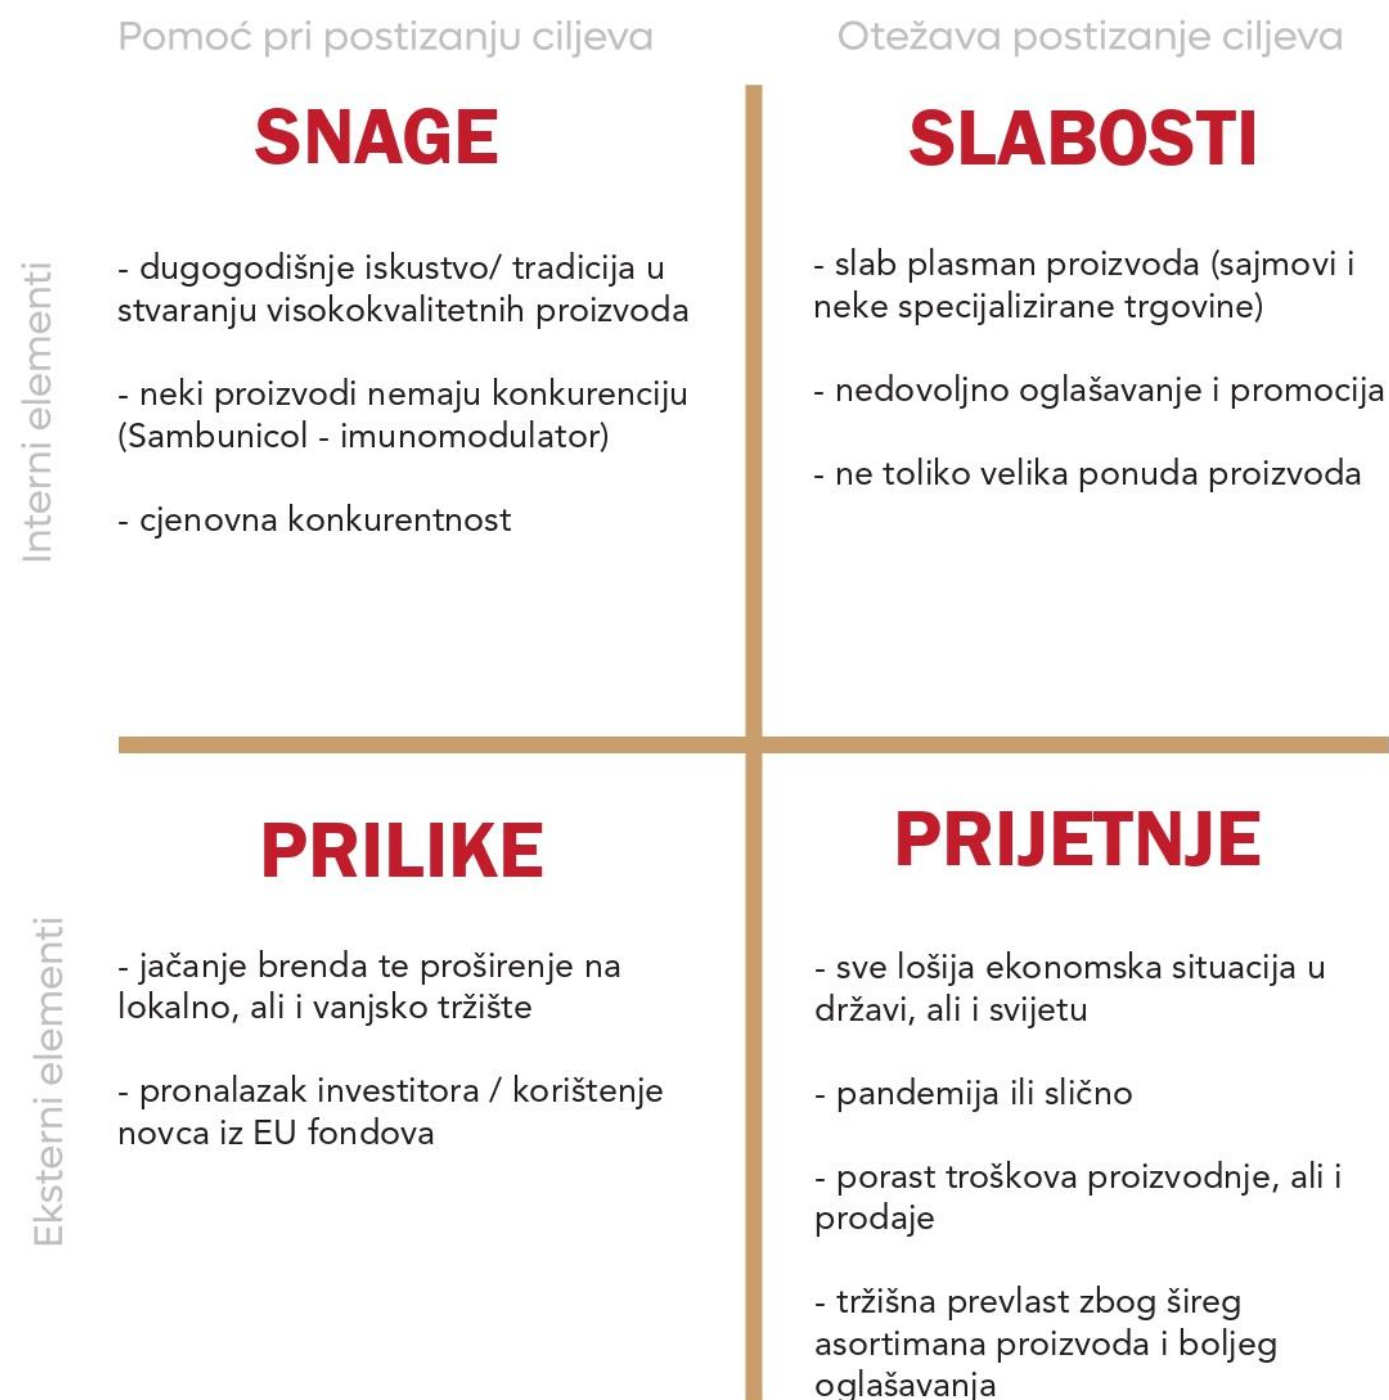 Pomoć pri postizanju ciljeva
Otežava postizanje ciljeva
Interni elementi
SNAGE
- dugogodišnje iskustvo/ tradicija u
stvaranju visokokvalitetnih proizvoda
- neki proizvodi nemaju konkurenciju
(Sambunicol - imunomodulator)
- cjenovna konkurentnost
SLABOSTI
- slab plasman proizvoda (sajmovi i
neke specijalizirane trgovine)
- nedovoljno oglašavanje i promocija
- ne toliko velika ponuda proizvoda
Eksterni elementi
PRILIKE
- jačanje brenda te proširenje na
lokalno, ali i vanjsko tržište
- pronalazak investitora / korištenje
novca iz EU fondova
PRIJETNJE
- sve lošija ekonomska situacija u
državi, ali i svijetu
- pandemija ili slično
- porast troškova proizvodnje, ali i
prodaje
- tržišna prevlast zbog šireg
asortimana proizvoda i boljeg
oglašavanja